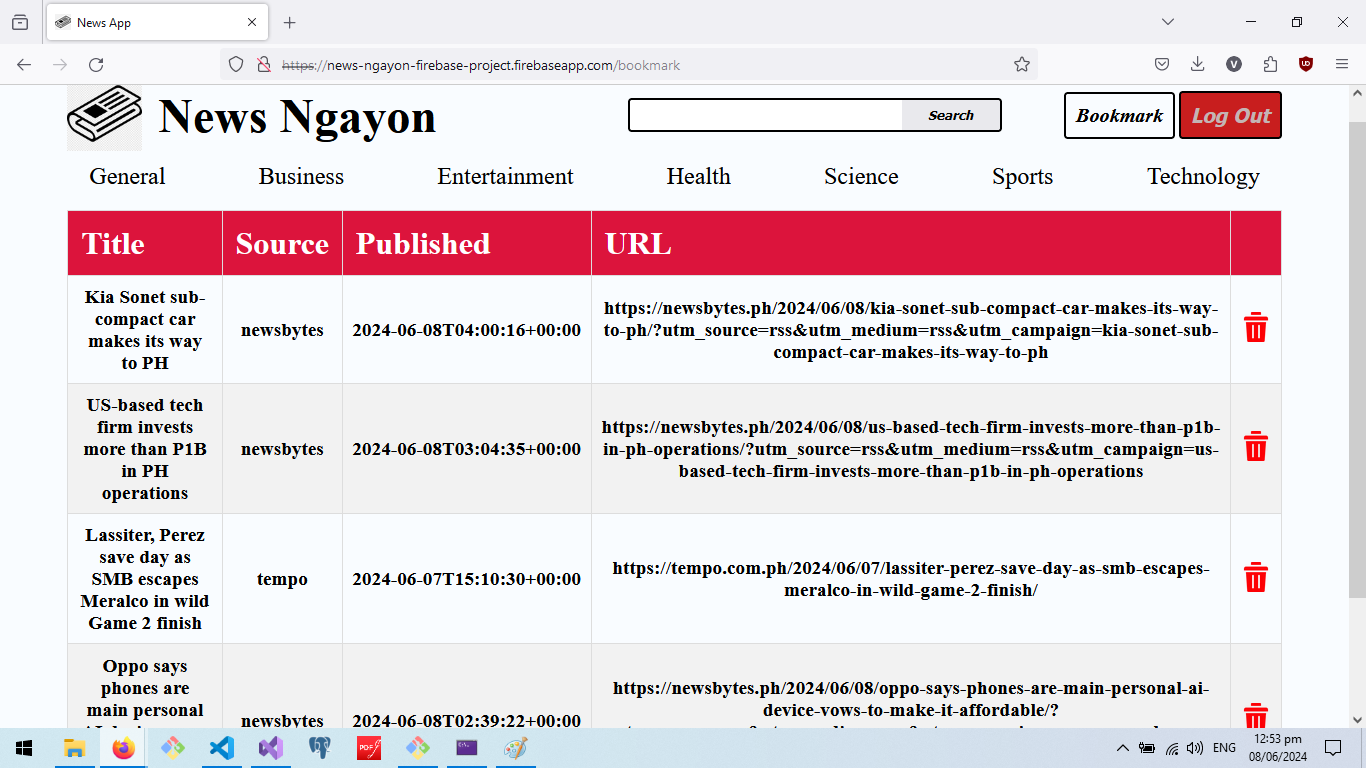 News App
https://news-ngayon-firebase-project.firebaseapp.com/bookmark
News Ngayon
Search
Bookmark
Log Out
General Business Entertainment Health Science Sports Technology
Title Source Published URL
Kia Sonet sub-
compact car
makes its way
to PH
newsbytes
2024-06-08T04:00:16+00:00
https://newsbytes.ph/2024/06/08/kia-sonet-sub-compact-car-makes-its-way-
to-ph/?utm_source=rss&utm_medium=rss&utm_campaign=kia-sonet-sub-
compact-car-makes-its-way-to-ph
US-based tech
firm invests
more than P1B
in PH
operations
newsbytes
2024-06-08T03:04:35+00:00
https://newsbytes.ph/2024/06/08/us-based-tech-firm-invests-more-than-p1b-
in-ph-operations/?utm_source=rss&utm_medium=rss&utm_campaign=us-
based-tech-firm-invests-more-than-p1b-in-ph-operations
Lassiter, Perez
save day as
SMB escapes
Meralco in wild
Game 2 finish
tempo
2024-06-07T15:10:30+00:00
https://tempo.com.ph/2024/06/07/lassiter-perez-save-day-as-smb-escapes-
meralco-in-wild-game-2-finish/
Oppo says
phones are
main personal
newsbytes
2024-06-08T02:39:22+00:00
https://newsbytes.ph/2024/06/08/oppo-says-phones-are-main-personal-ai-
device-vows-to-make-it-affordable/?
PDF
ENG
12:53 pm
08/06/2024